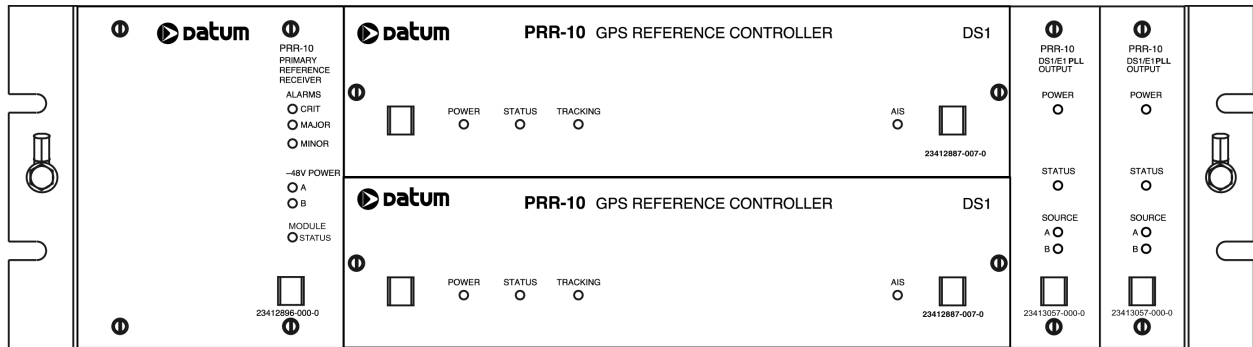 Datum
PRR-10
PRIMARY
REFERENCE
RECEIVER
ALARMS
CRIT
MAJOR
MINOR
–48V POWER
A
B
MODULE
STATUS
23412896-000-0
Datum
PRR-10 GPS REFERENCE CONTROLLER
DS1
POWER STATUS TRACKING
AIS
23412887-007-0
Datum
PRR-10 GPS REFERENCE CONTROLLER
DS1
POWER STATUS TRACKING
AIS
23412887-007-0
PRR-10
DS1/E1 PLL
OUTPUT
POWER
STATUS
SOURCE
A
B
23413057-000-0
PRR-10
DS1/E1 PLL
OUTPUT
POWER
STATUS
SOURCE
A
B
23413057-000-0